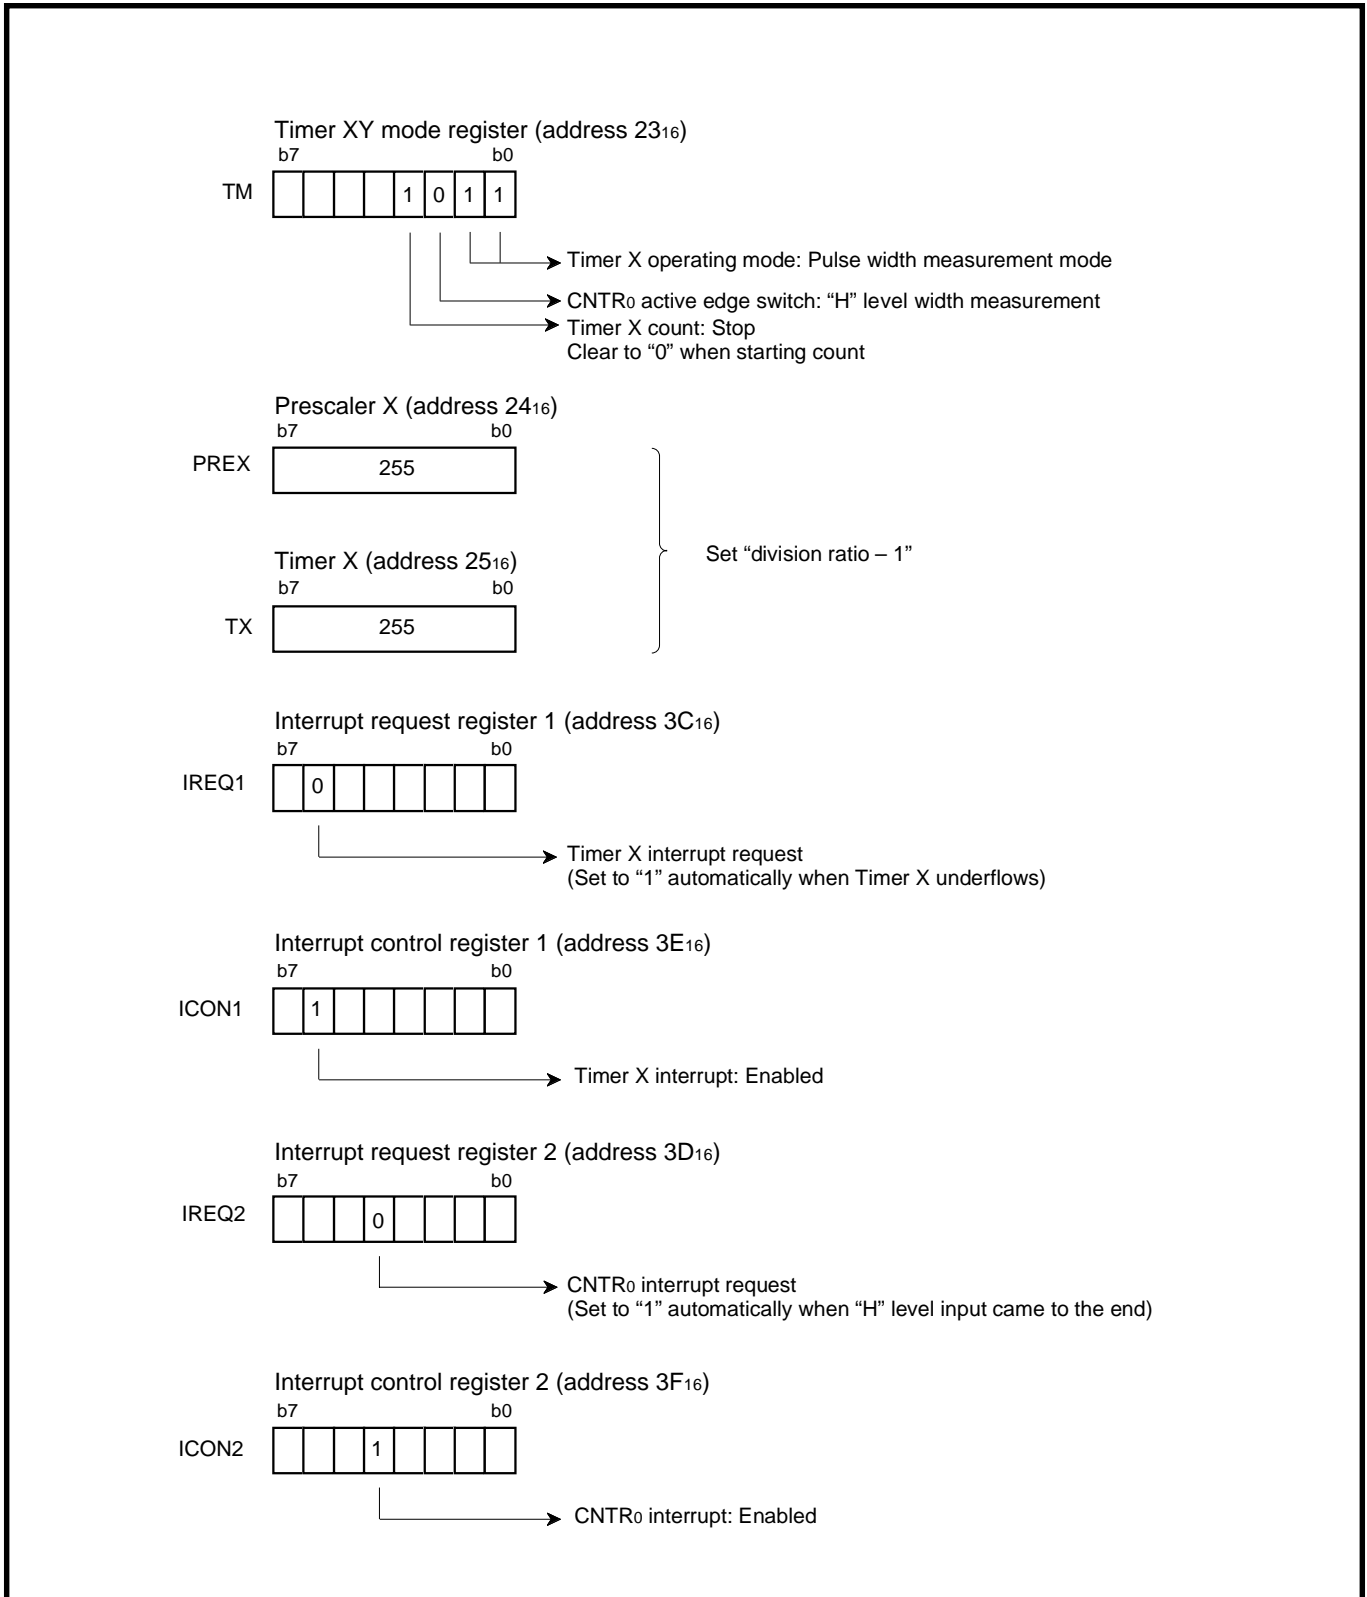 Timer XY mode register (address 2316)
b7 b0
TM 1 0 1 1
Timer X operating mode: Pulse width measurement mode
CNTR0 active edge switch: “H” level width measurement
Timer X count: Stop
Clear to “0” when starting count
Prescaler X (address 2416)
b7 b0
PREX 255
Set “division ratio – 1”
Timer X (address 2516)
b7 b0
TX 255
Interrupt request register 1 (address 3C16)
b7 b0
IREQ1 0
Timer X interrupt request
(Set to “1” automatically when Timer X underflows)
Interrupt control register 1 (address 3E16)
b7 b0
ICON1 1
Timer X interrupt: Enabled
Interrupt request register 2 (address 3D16)
b7 b0
IREQ2 0
CNTR0 interrupt request
(Set to “1” automatically when “H” level input came to the end)
Interrupt control register 2 (address 3F16)
b7 b0
ICON2 1
CNTR0 interrupt: Enabled